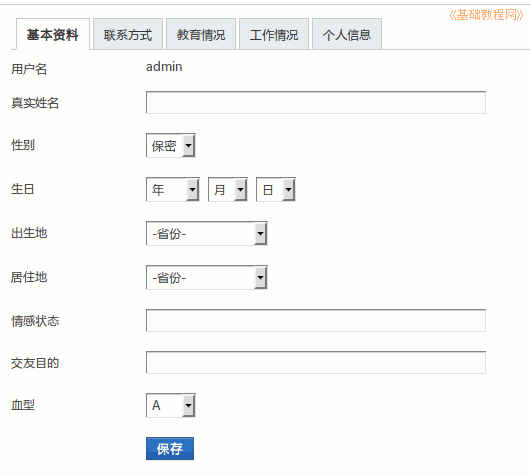 《基础教程网》
基本资料 联系方式 教育情况 工作情况 个人信息
用户名 admin
真实姓名
性别 保密
生日 年 月 日
出生地 -省份-
居住地 -省份-
情感状态
交友目的
血型 A
保存